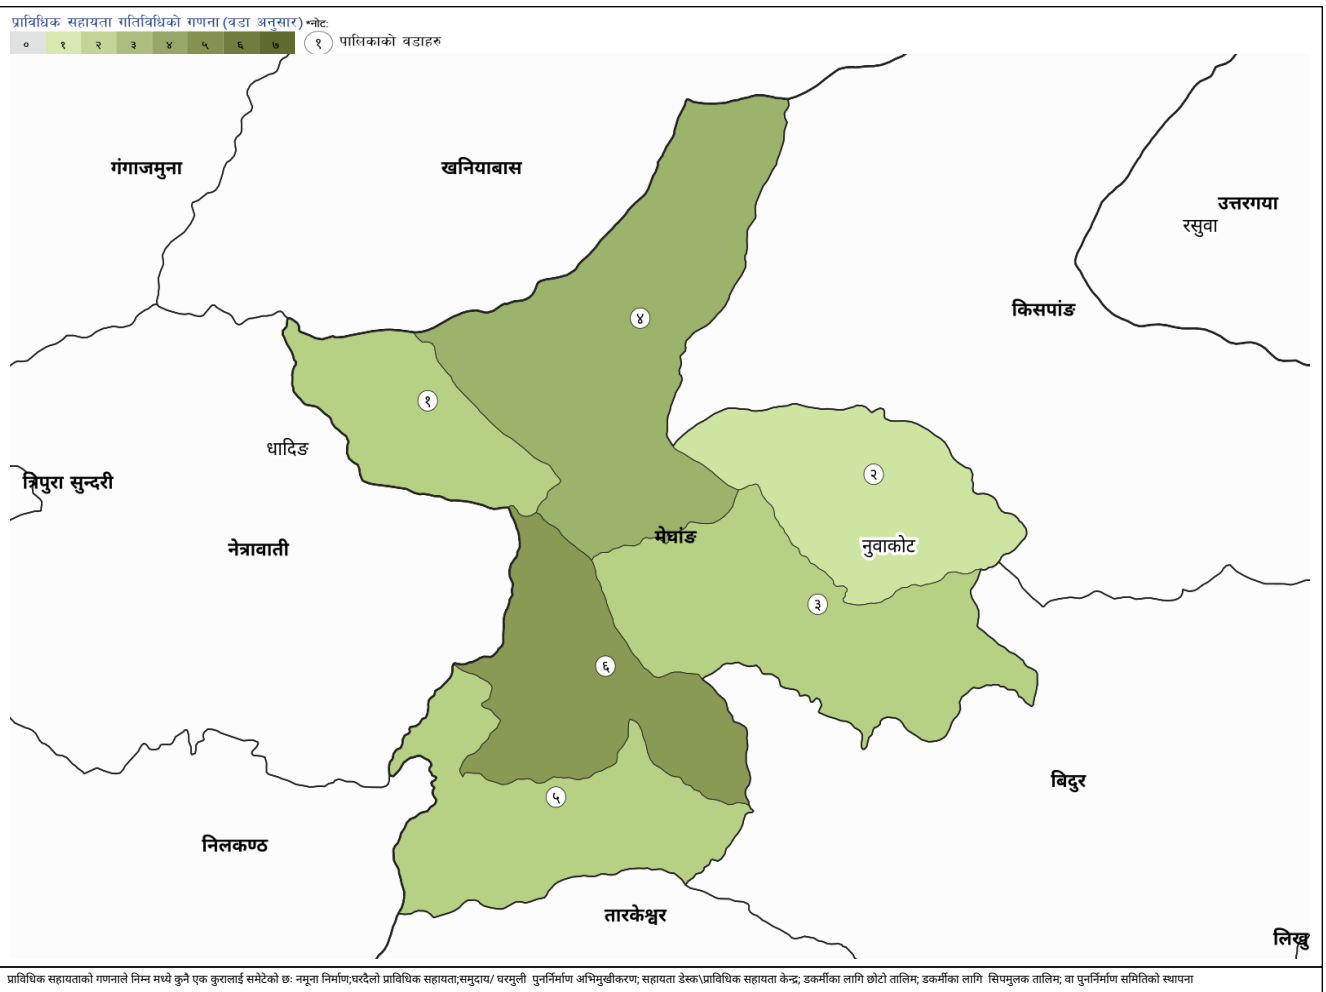 प्राविधिक सहायता गतिविधिको गणना (वडा अनुसार) *नोट:
० १ २ ३ ४ ५ ६ ७ १ पालिकाको वडाहरु
गंगाजमुना
खनियाबास
उत्तरगया
रसुवा
किसपांङ
४
१
धादिङ
त्रिपुरा सुन्दरी
२
नेत्रावाती
मेघांङ
नुवाकोट
३
६
बिदुर
५
निलकण्ठ
तारकेश्वर
लिखु
प्राविधिक सहायताको गणनाले निम्न मध्ये कुनै एक कुरालाई समेटेको छः नमूना निर्माण;घरदैलो प्राविधिक सहायता;समुदाय/ घरमुली पुनर्निर्माण अभिमुखीकरण; सहायता डेस्क\प्राविधिक सहायता केन्द्र; डकर्मीका लागि छोटो तालिम; डकर्मीका लागि सिपमुलक तालिम; वा पुनर्निर्माण समितिको स्थापना